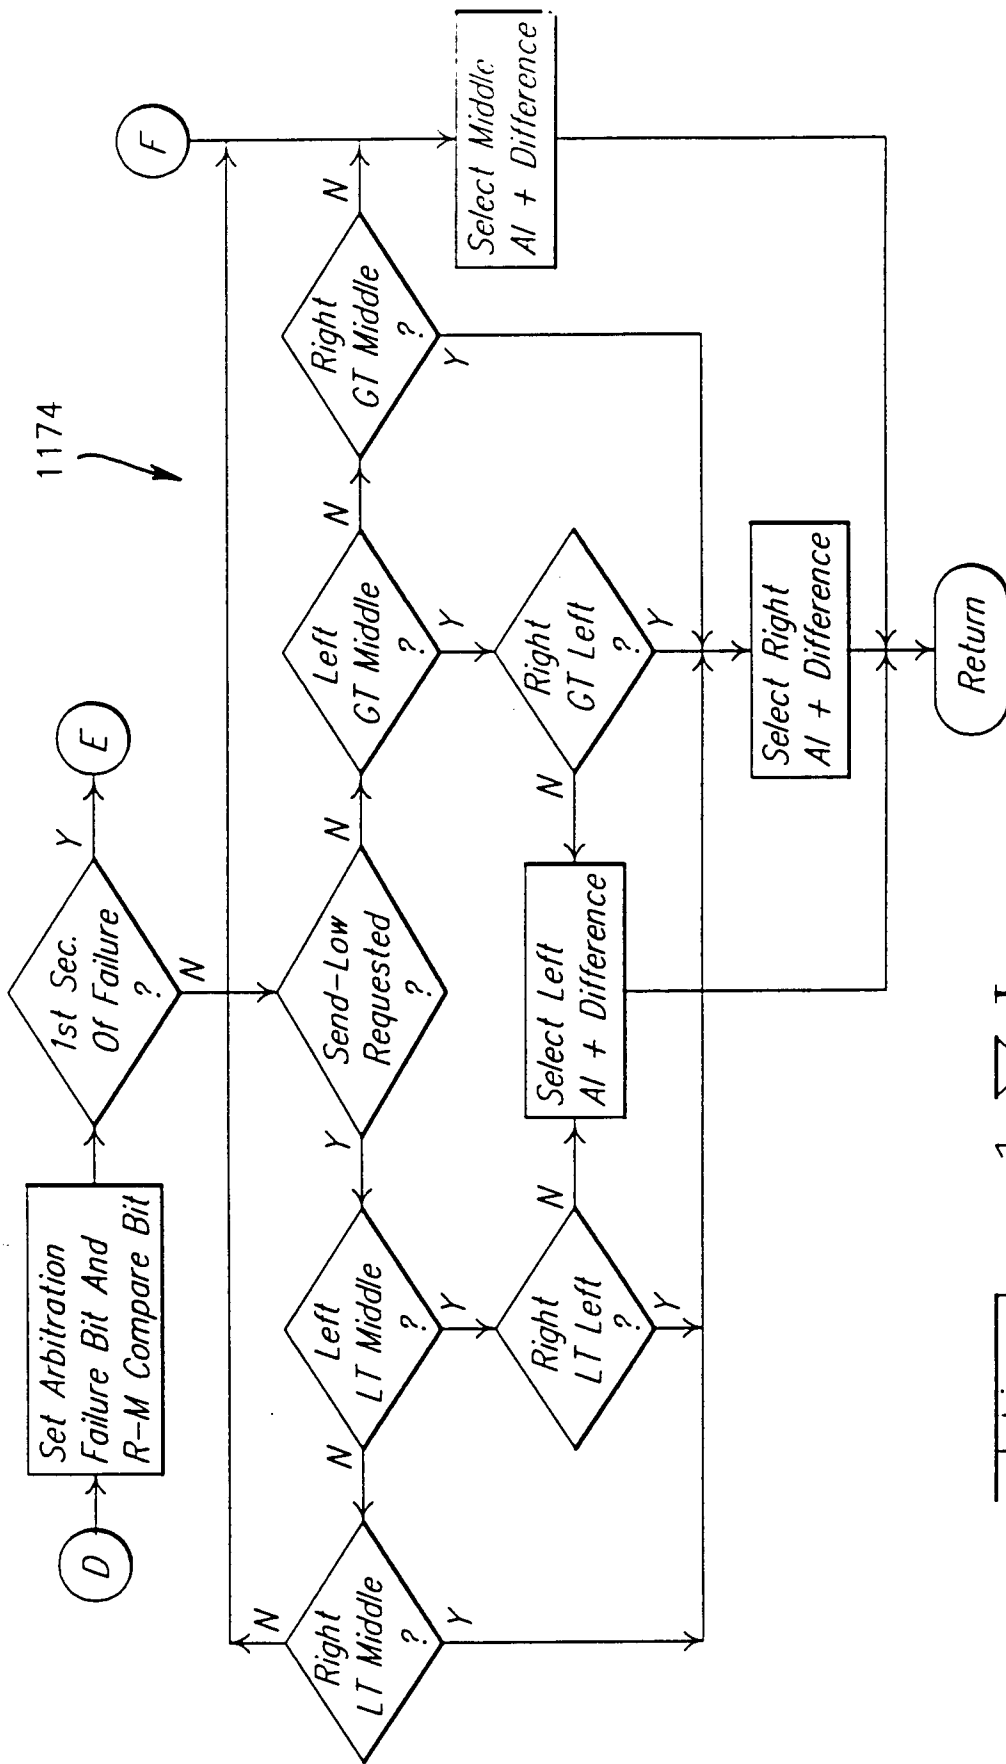 1174
D
Set Arbitration
Failure Bit And
R-M Compare Bit
1st Sec.
Of Failure
?
Y
E
N
F
Send-Low
Requested
?
Y
N
Left
LT Middle
?
N
Y
Right
LT Middle
?
N
Y
Right
LT Left
?
N
Y
Left
GT Middle
?
N
Y
Right
GT Middle
?
N
Y
Right
GT Left
?
N
Y
Select Left
AI + Difference
Select Middle
AI + Difference
Select Right
AI + Difference
Return